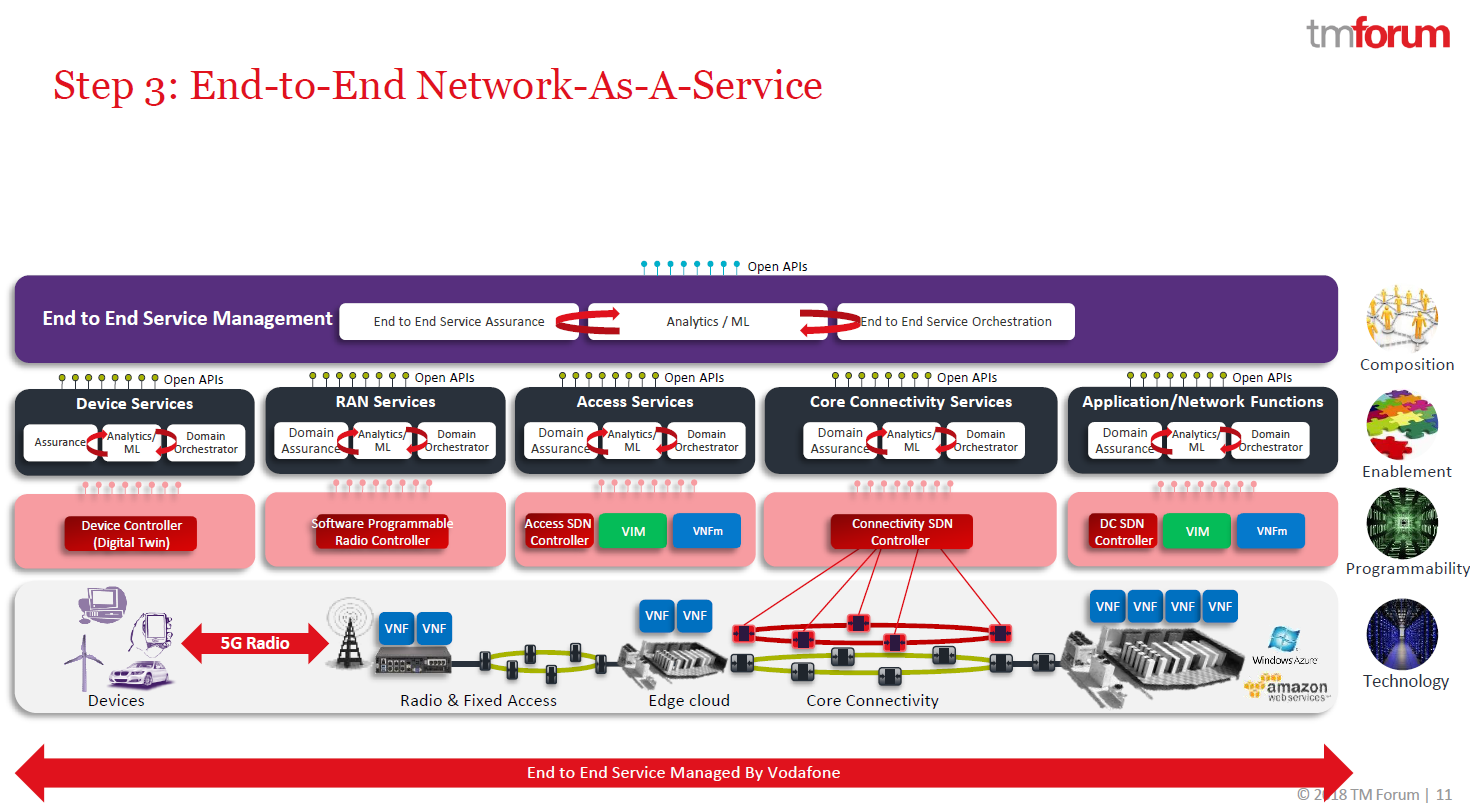 tmforum
Step 3: End-to-End Network-As-A-Service
Open APIs
End to End Service Management
End to End Service Assurance
Analytics / ML
End to End Service Orchestration
Composition
Open APIs
Open APIs
Open APIs
Open APIs
Open APIs
Device Services
Assurance
Analytics/
ML
Domain
Orchestrator
RAN Services
Domain
Assurance
Analytics/
ML
Domain
Orchestrator
Access Services
Domain
Assurance
Analytics/
ML
Domain
Orchestrator
Core Connectivity Services
Domain
Assurance
Analytics/
ML
Domain
Orchestrator
Application/Network Functions
Domain
Assurance
Analytics/
ML
Domain
Orchestrator
Enablement
Device Controller
(Digital Twin)
Software Programmable
Radio Controller
Access SDN
Controller
VIM
VNFm
Connectivity SDN
Controller
DC SDN
Controller
VIM
VNFm
Programmability
5G Radio
VNF
VNF
VNF
VNF
VNF
VNF
VNF
VNF
Windows Azure
amazon
webservices
Devices
Radio & Fixed Access
Edge cloud
Core Connectivity
Technology
End to End Service Managed By Vodafone
© 2018 TM Forum | 11